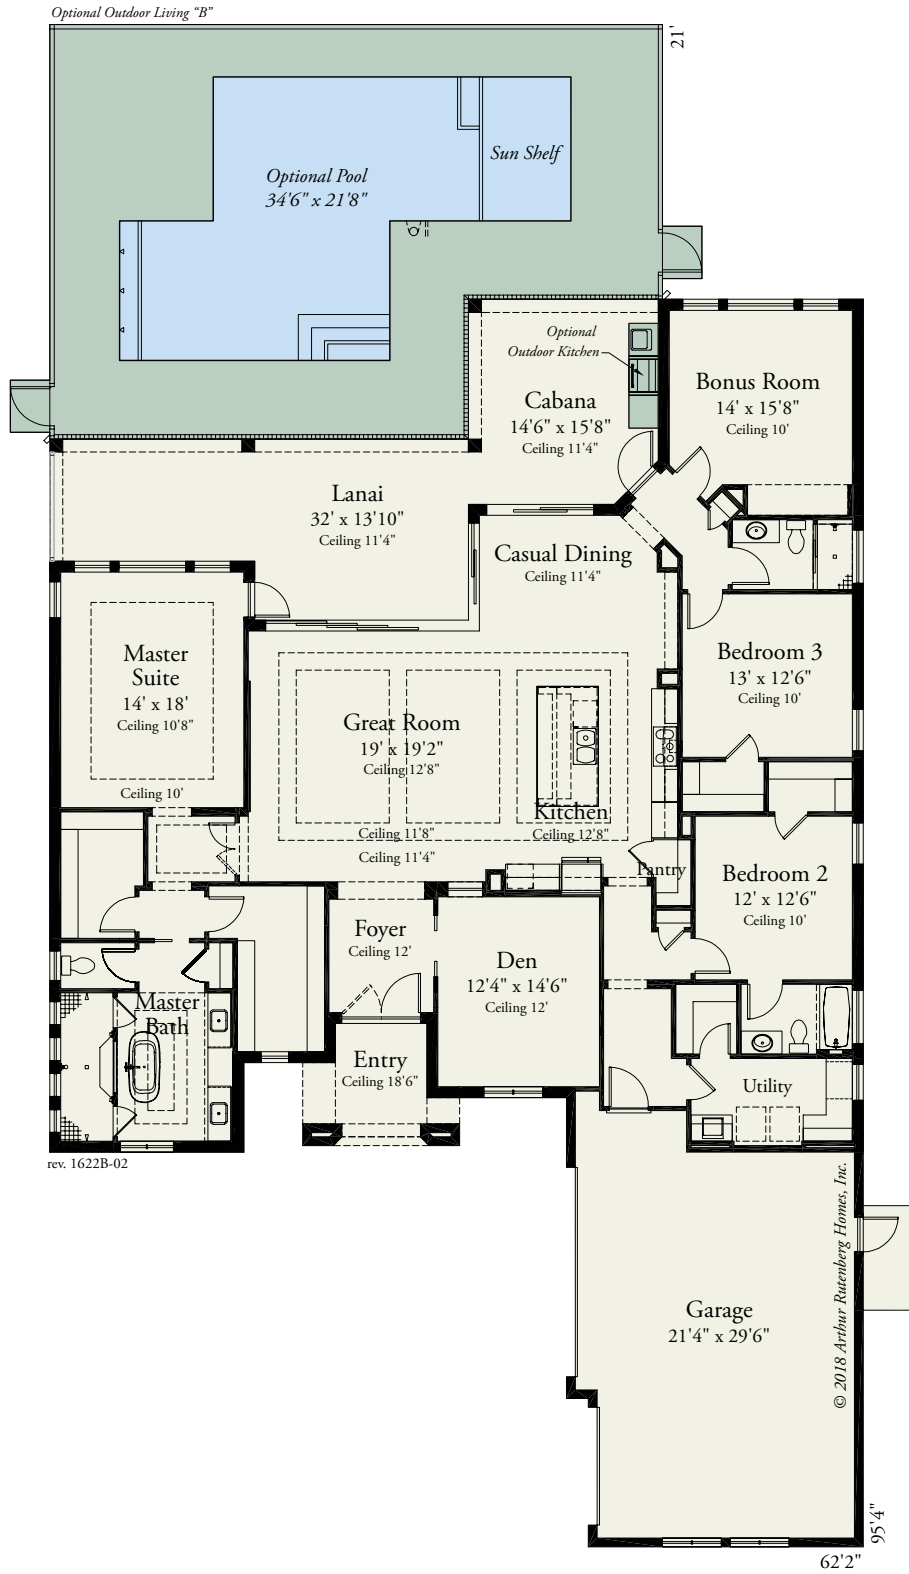 Optional Outdoor Living “B”
21'
Sun Shelf
Optional Pool
34'6" x 21'8"
Optional
Outdoor Kitchen
Bonus Room
14' x 15'8"
Ceiling 10'
Cabana
14'6" x 15'8"
Ceiling 11'4"
Lanai
32' x 13'10"
Ceiling 11'4"
Casual Dining
Ceiling 11'4"
Master
Suite
14' x 18'
Ceiling 10'8"
Ceiling 10'
Bedroom 3
13' x 12'6"
Ceiling 10'
Great Room
19' x 19'2"
Ceiling 12'8"
Kitchen
Ceiling 12'8"
Ceiling 11'8"
Ceiling 11'4"
Pantry
Bedroom 2
12' x 12'6"
Ceiling 10'
Foyer
Ceiling 12'
Den
12'4" x 14'6"
Ceiling 12'
Master
Bath
Entry
Ceiling 18'6"
Utility
rev. 1622B-02
Garage
21'4" x 29'6"
© 2018 Arthur Rutenberg Homes, Inc.
95'4"
62'2"